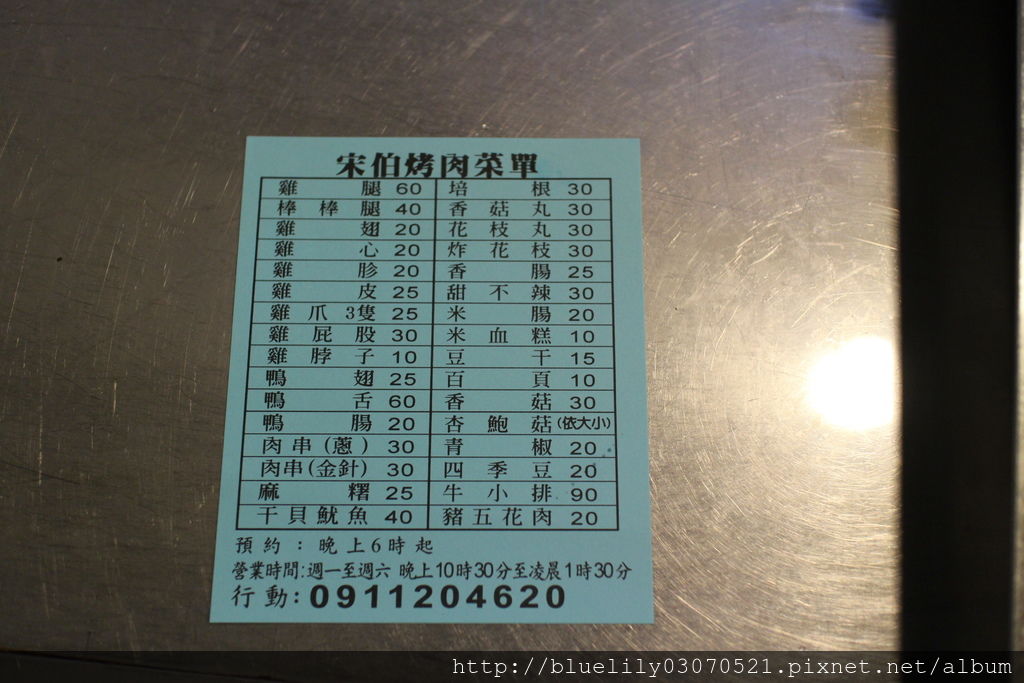 宋伯烤肉菜單
雞腿 60 培根 30
棒棒腿 40 香菇丸 30
雞翅 20 花枝丸 30
雞心 20 炸花枝 30
雞胗 20 香腸 25
雞皮 25 甜不辣 30
雞爪3隻 25 米腸 20
雞屁股 30 米血糕 10
雞脖子 10 豆干 15
鴨翅 25 百頁 10
鴨舌 60 香菇 30
鴨腸 20 杏鮑菇(依大小)
肉串(蔥) 30 青椒 20
肉串(金針) 30 四季豆 20
麻糬 25 牛小排 90
干貝魷魚 40 豬五花肉 20
預約:晚上6時起
營業時間:週一至週六 晚上10時30分至凌晨1時30分
行動:0911204620
http://bluelily03070521.pixnet.net/album